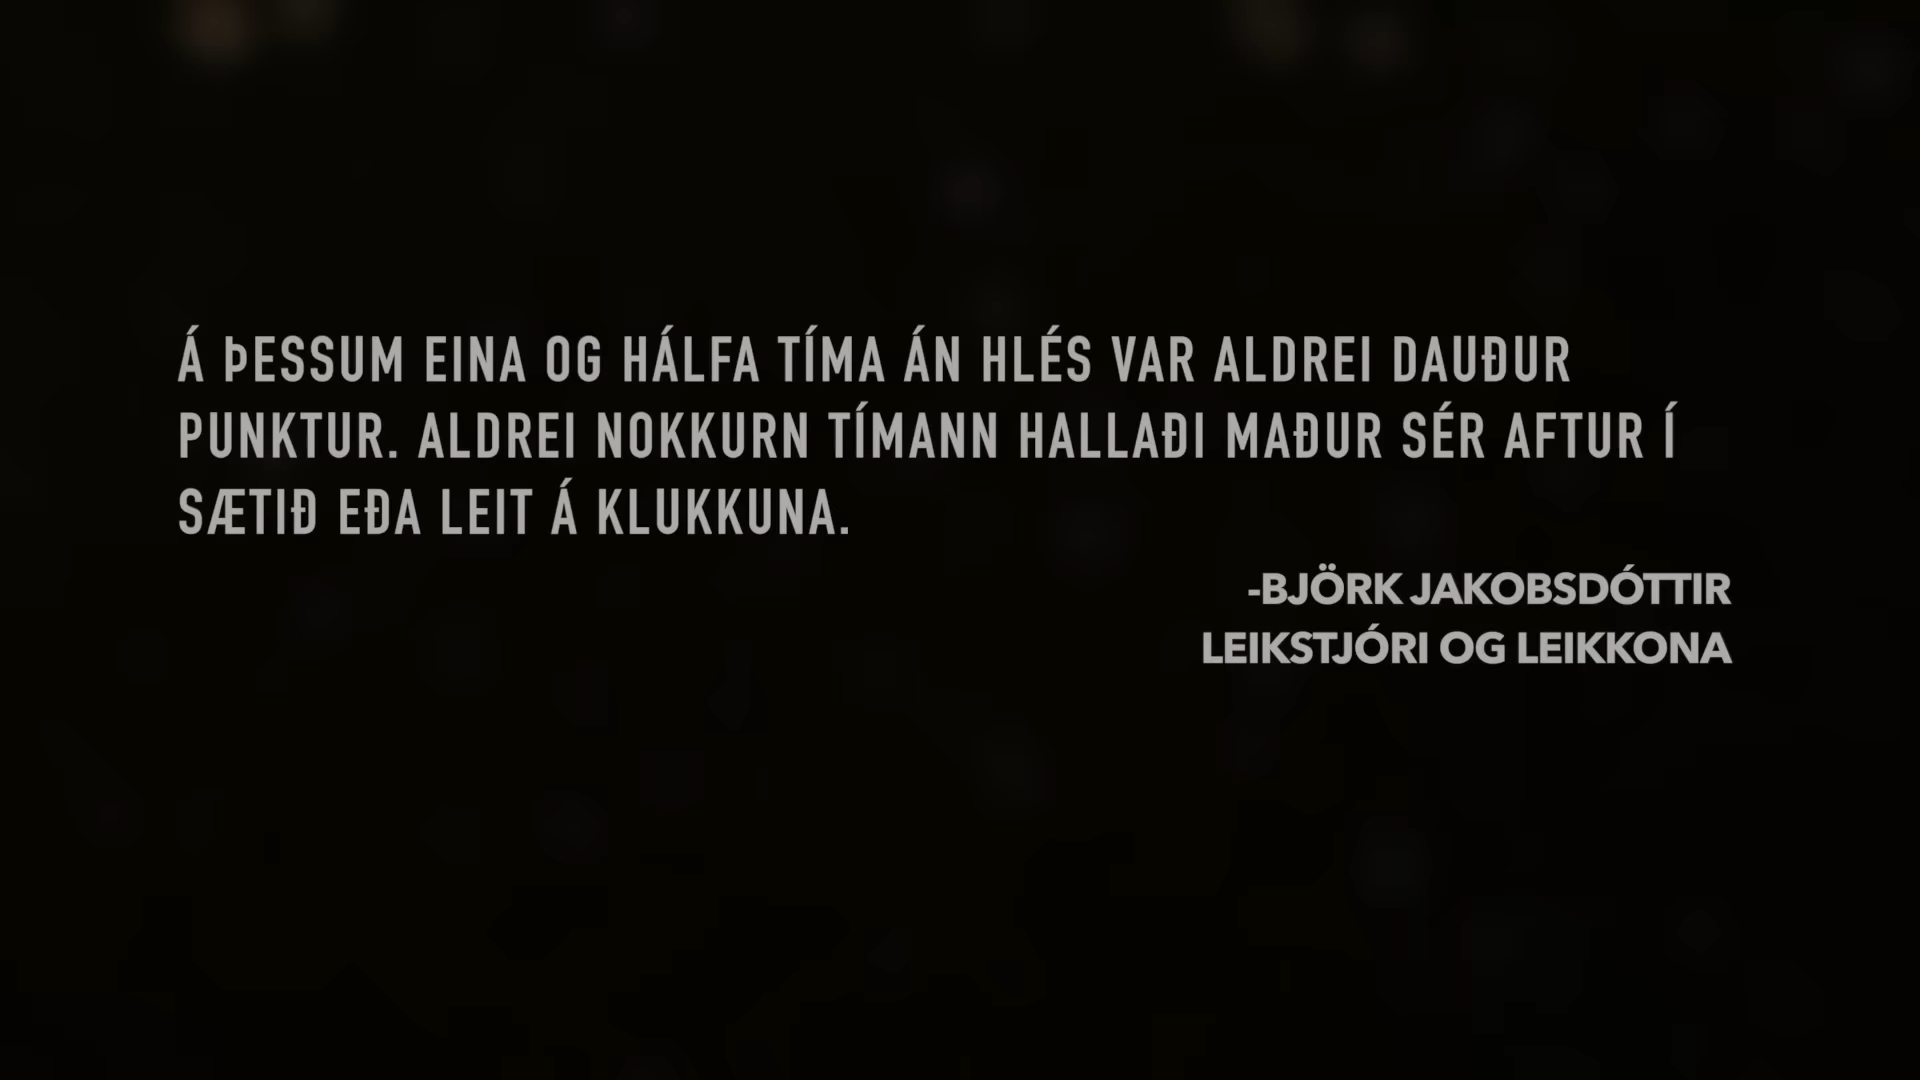 Á ÞESSUM EINA OG HÁLFA TÍMA ÁN HLÉS VAR ALDREI DAUÐUR
PUNKTUR. ALDREI NOKKURN TÍMANN HALLAÐI MAÐUR SÉR AFTUR Í
SÆTIÐ EÐA LEIT Á KLUKKUNA.
-BJÖRK JAKOBSDÓTTIR
LEIKSTJÓRI OG LEIKKONA